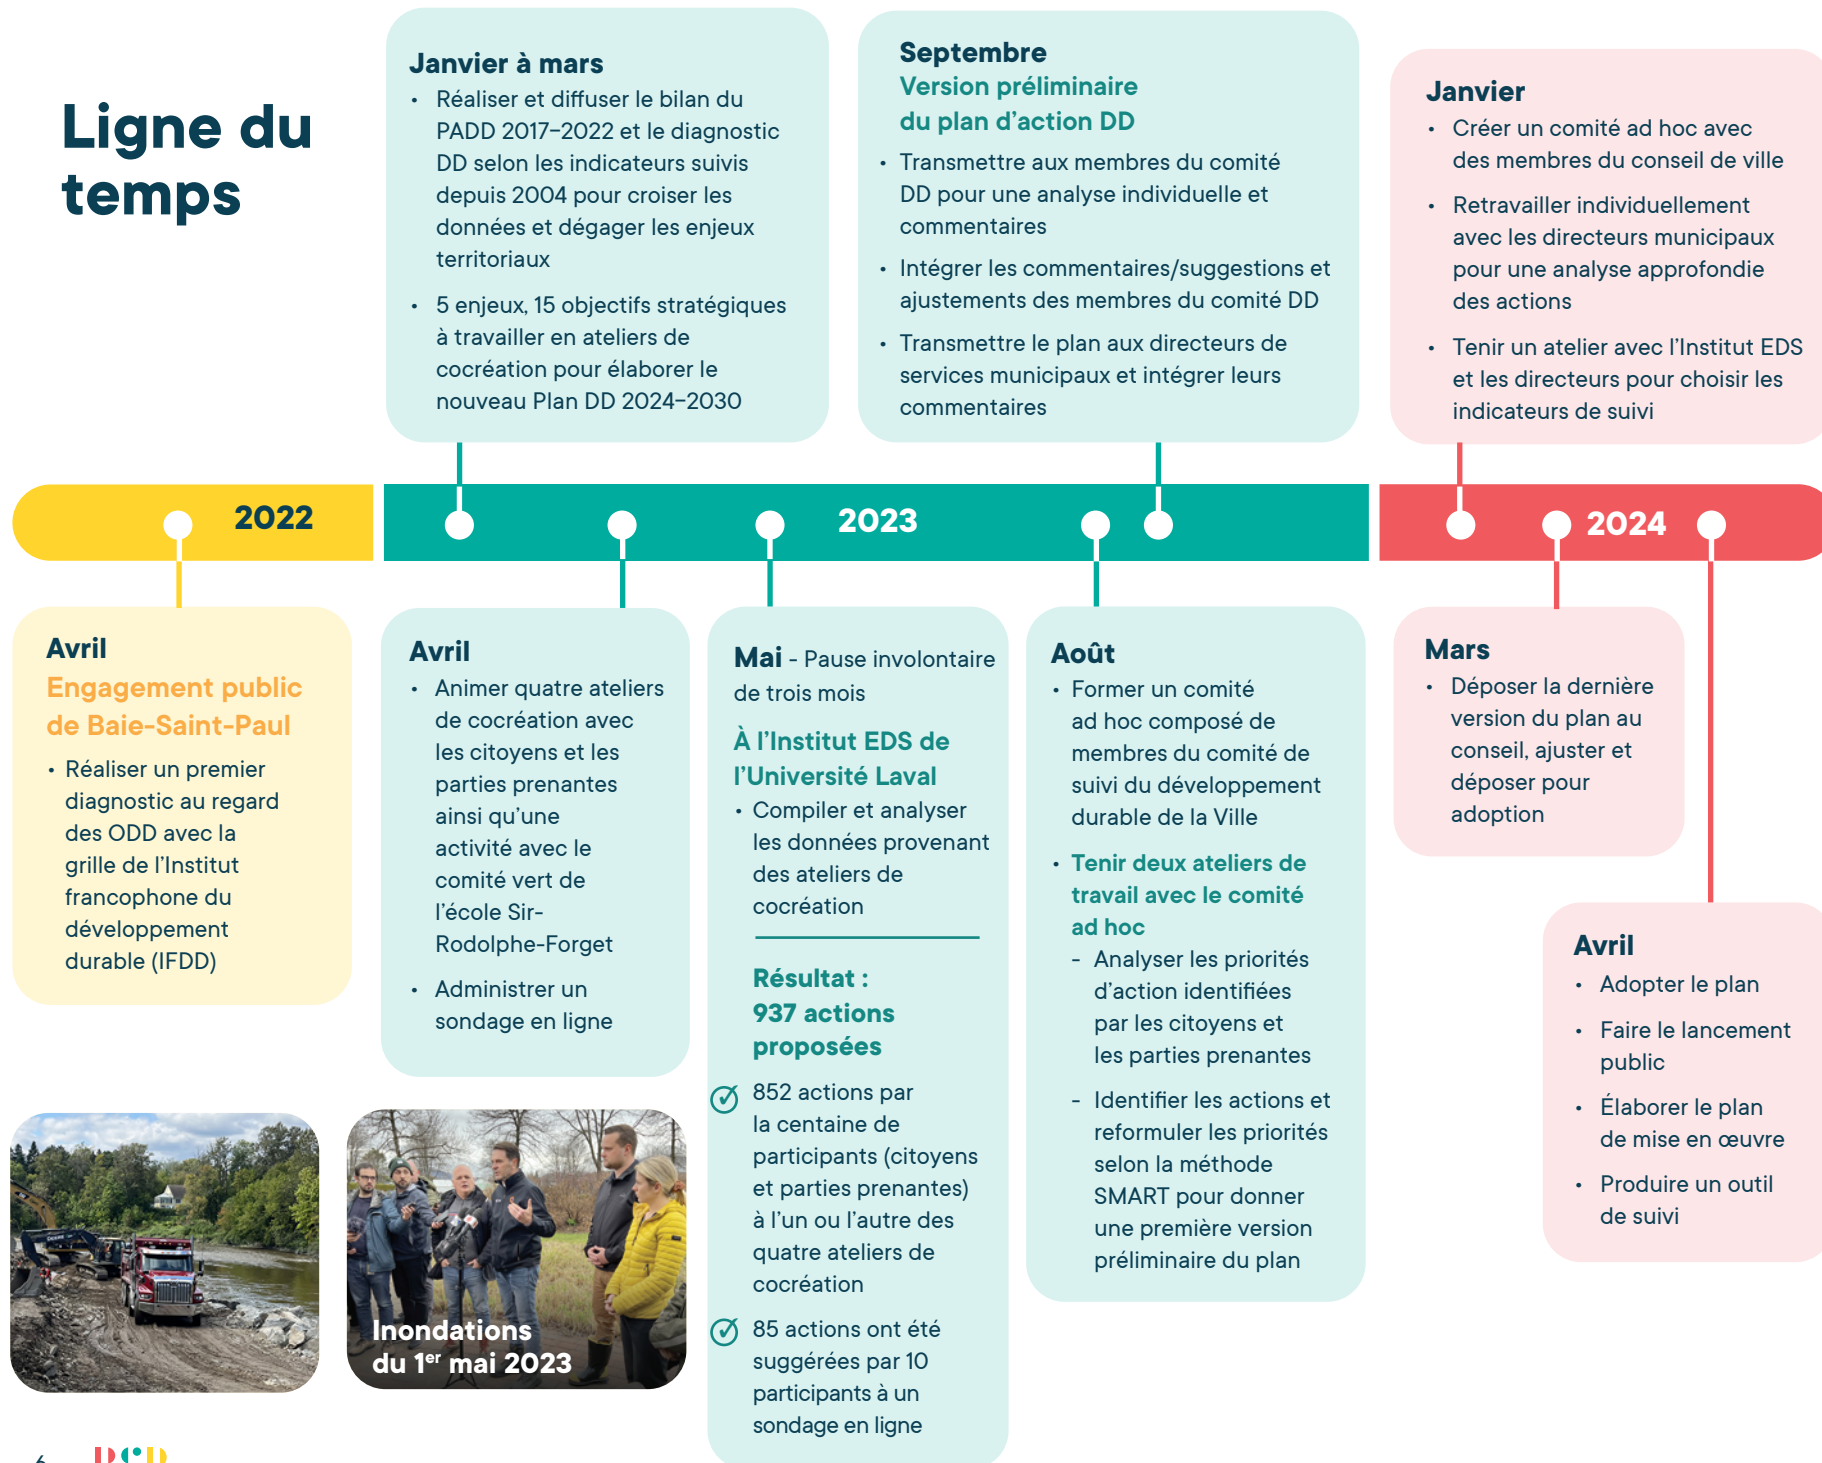 Ligne du
temps
Janvier à mars
• Réaliser et diffuser le bilan du
PADD 2017–2022 et le diagnostic
DD selon les indicateurs suivis
depuis 2004 pour croiser les
données et dégager les enjeux
territoriaux
• 5 enjeux, 15 objectifs stratégiques
à travailler en ateliers de
cocréation pour élaborer le
nouveau Plan DD 2024–2030
Septembre
Version préliminaire
du plan d'action DD
• Transmettre aux membres du comité
DD pour une analyse individuelle et
commentaires
• Intégrer les commentaires/suggestions et
ajustements des membres du comité DD
• Transmettre le plan aux directeurs de
services municipaux et intégrer leurs
commentaires
Janvier
• Créer un comité ad hoc avec
des membres du conseil de ville
• Retravailler individuellement
avec les directeurs municipaux
pour une analyse approfondie
des actions
• Tenir un atelier avec l'Institut EDS
et les directeurs pour choisir les
indicateurs de suivi
2022
2023
2024
Avril
Engagement public
de Baie-Saint-Paul
• Réaliser un premier
diagnostic au regard
des ODD avec la
grille de l'Institut
francophone du
développement
durable (IFDD)
Avril
• Animer quatre ateliers
de cocréation avec
les citoyens et les
parties prenantes
ainsi qu'une
activité avec le
comité vert de
l'école Sir-
Rodolphe-Forget
• Administrer un
sondage en ligne
Mai - Pause involontaire
de trois mois
À l'Institut EDS de
l'Université Laval
• Compiler et analyser
les données provenant
des ateliers de
cocréation
Résultat :
937 actions
proposées
852 actions par
la centaine de
participants (citoyens
et parties prenantes)
à l'un ou l'autre des
quatre ateliers de
cocréation
85 actions ont été
suggérées par 10
participants à un
sondage en ligne
Août
• Former un comité
ad hoc composé de
membres du comité de
suivi du développement
durable de la Ville
• Tenir deux ateliers de
travail avec le comité
ad hoc
- Analyser les priorités
d'action identifiées
par les citoyens et
les parties prenantes
- Identifier les actions et
reformuler les priorités
selon la méthode
SMART pour donner
une première version
préliminaire du plan
Mars
• Déposer la dernière
version du plan au
conseil, ajuster et
déposer pour
adoption
Avril
• Adopter le plan
• Faire le lancement
public
• Élaborer le plan
de mise en œuvre
• Produire un outil
de suivi
Inondations
du 1er mai 2023